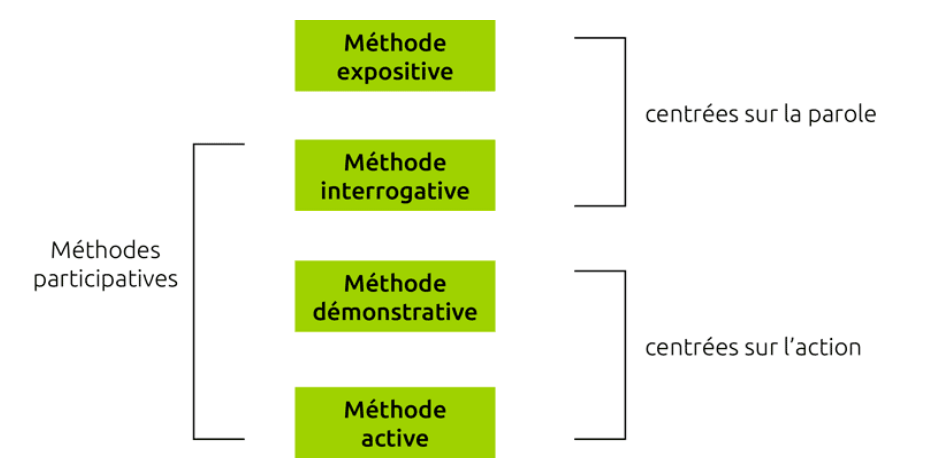 Méthode
expositive
centrées sur la parole
Méthode
interrogative
Méthodes
participatives
Méthode
démonstrative
centrées sur l’action
Méthode
active